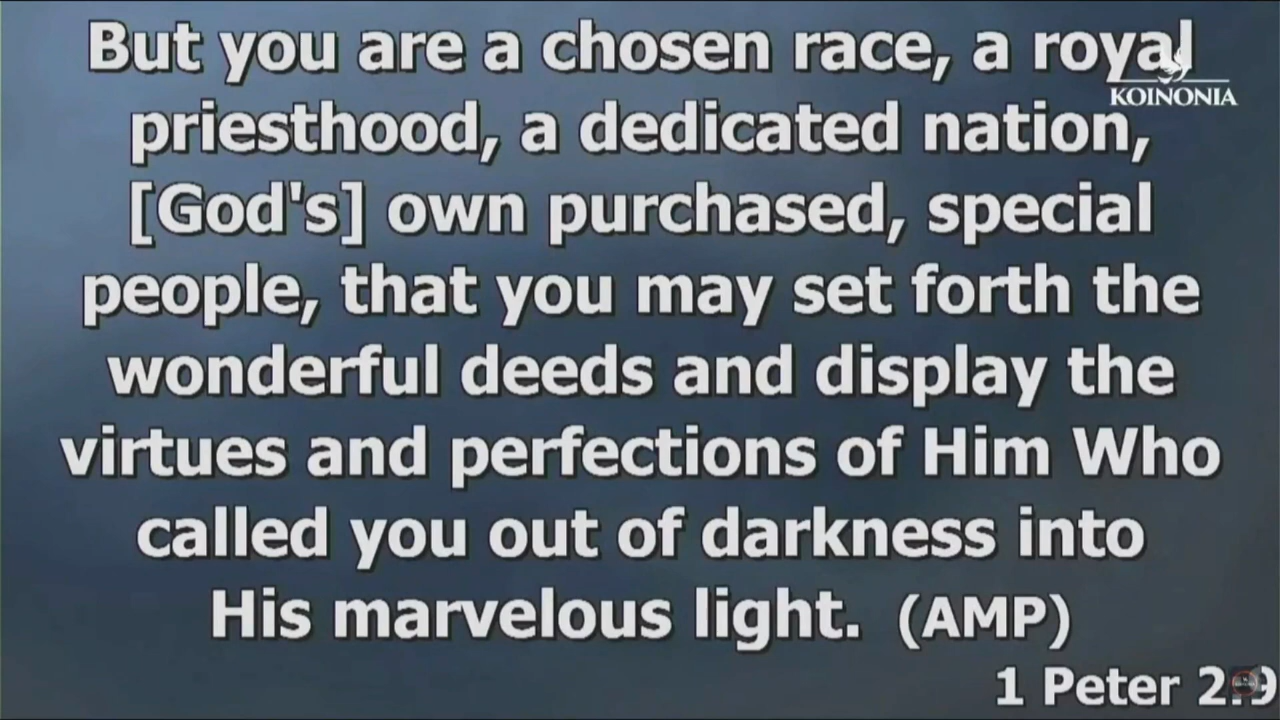 But you are a chosen race, a royal
KOINONIA
priesthood, a dedicated nation,
[God's] own purchased, special
people, that you may set forth the
wonderful deeds and display the
virtues and perfections of Him Who
called you out of darkness into
His marvelous light. (AMP)
1 Peter 2:9